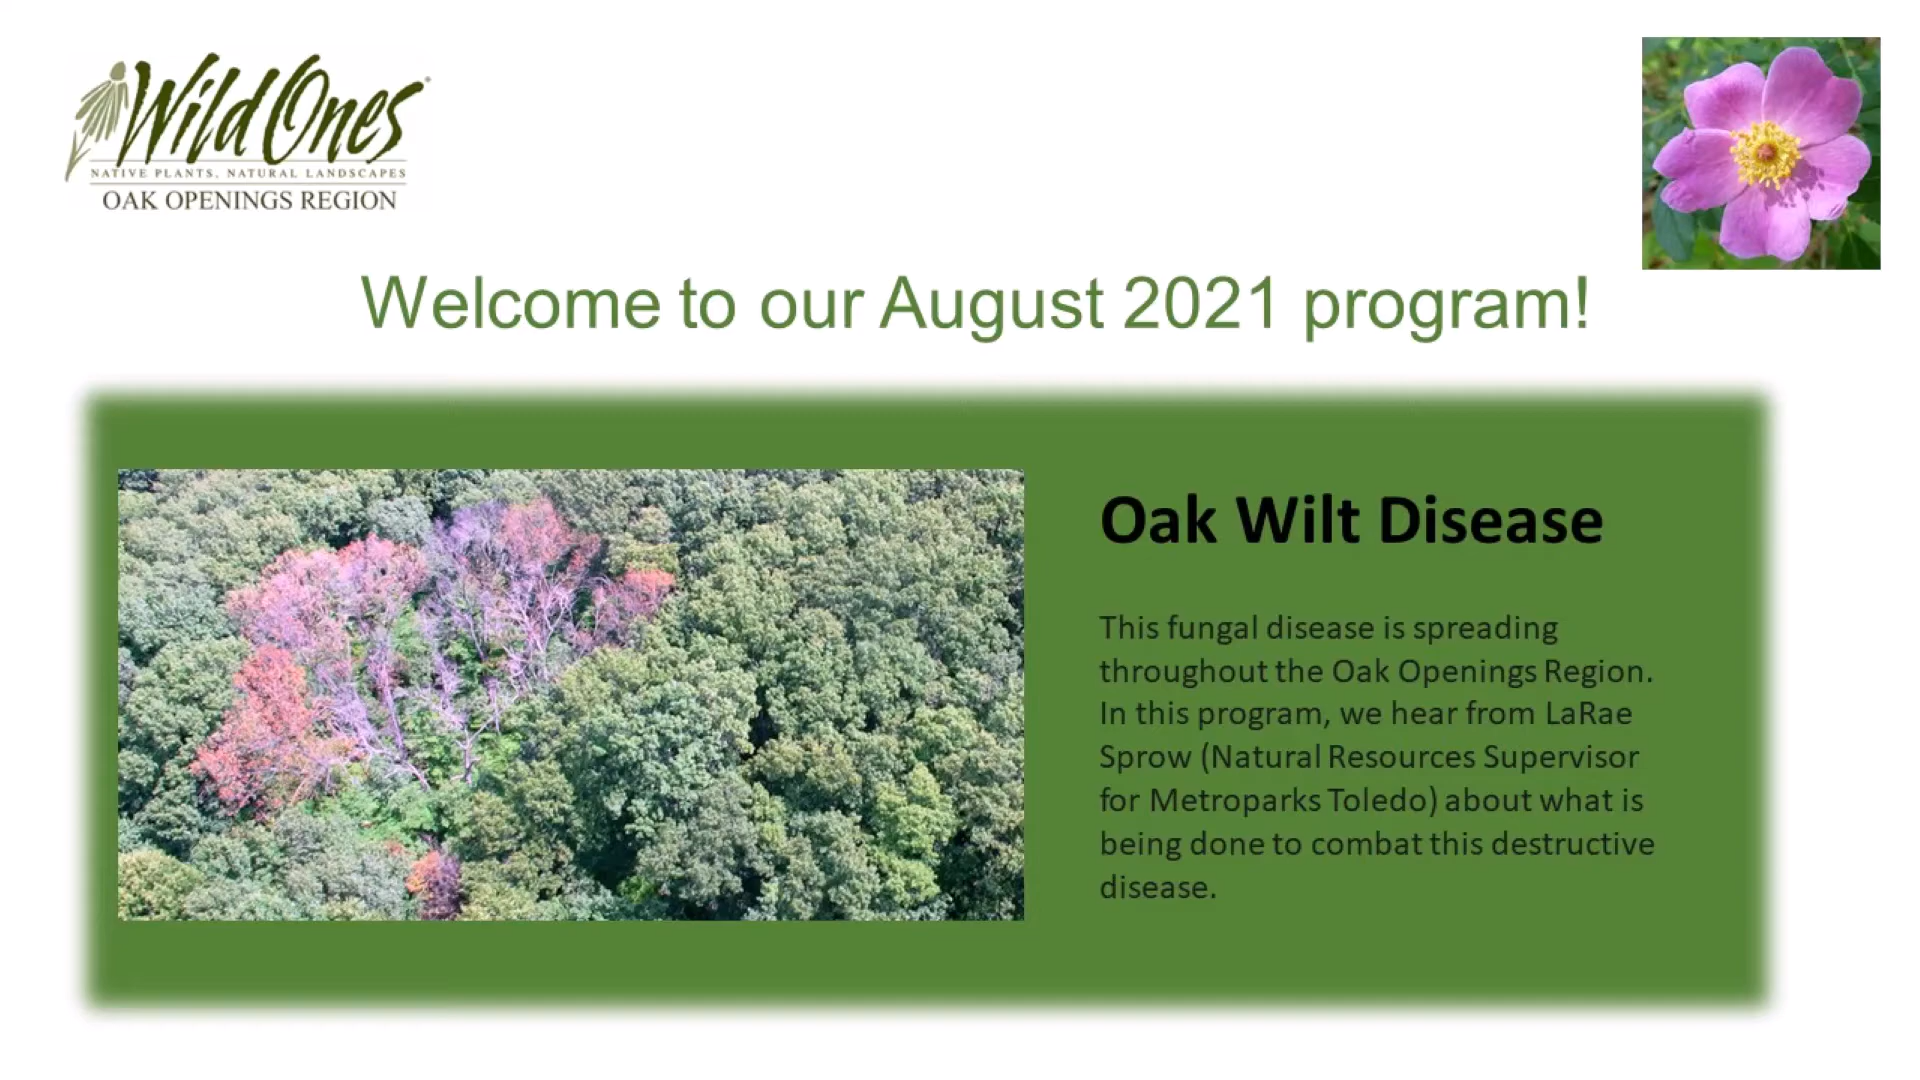 Wild Ones
NATIVE PLANTS, NATURAL LANDSCAPES
OAK OPENINGS REGION
Welcome to our August 2021 program!
Oak Wilt Disease
This fungal disease is spreading
throughout the Oak Openings Region.
In this program, we hear from LaRae
Sprow (Natural Resources Supervisor
for Metroparks Toledo) about what is
being done to combat this destructive
disease.